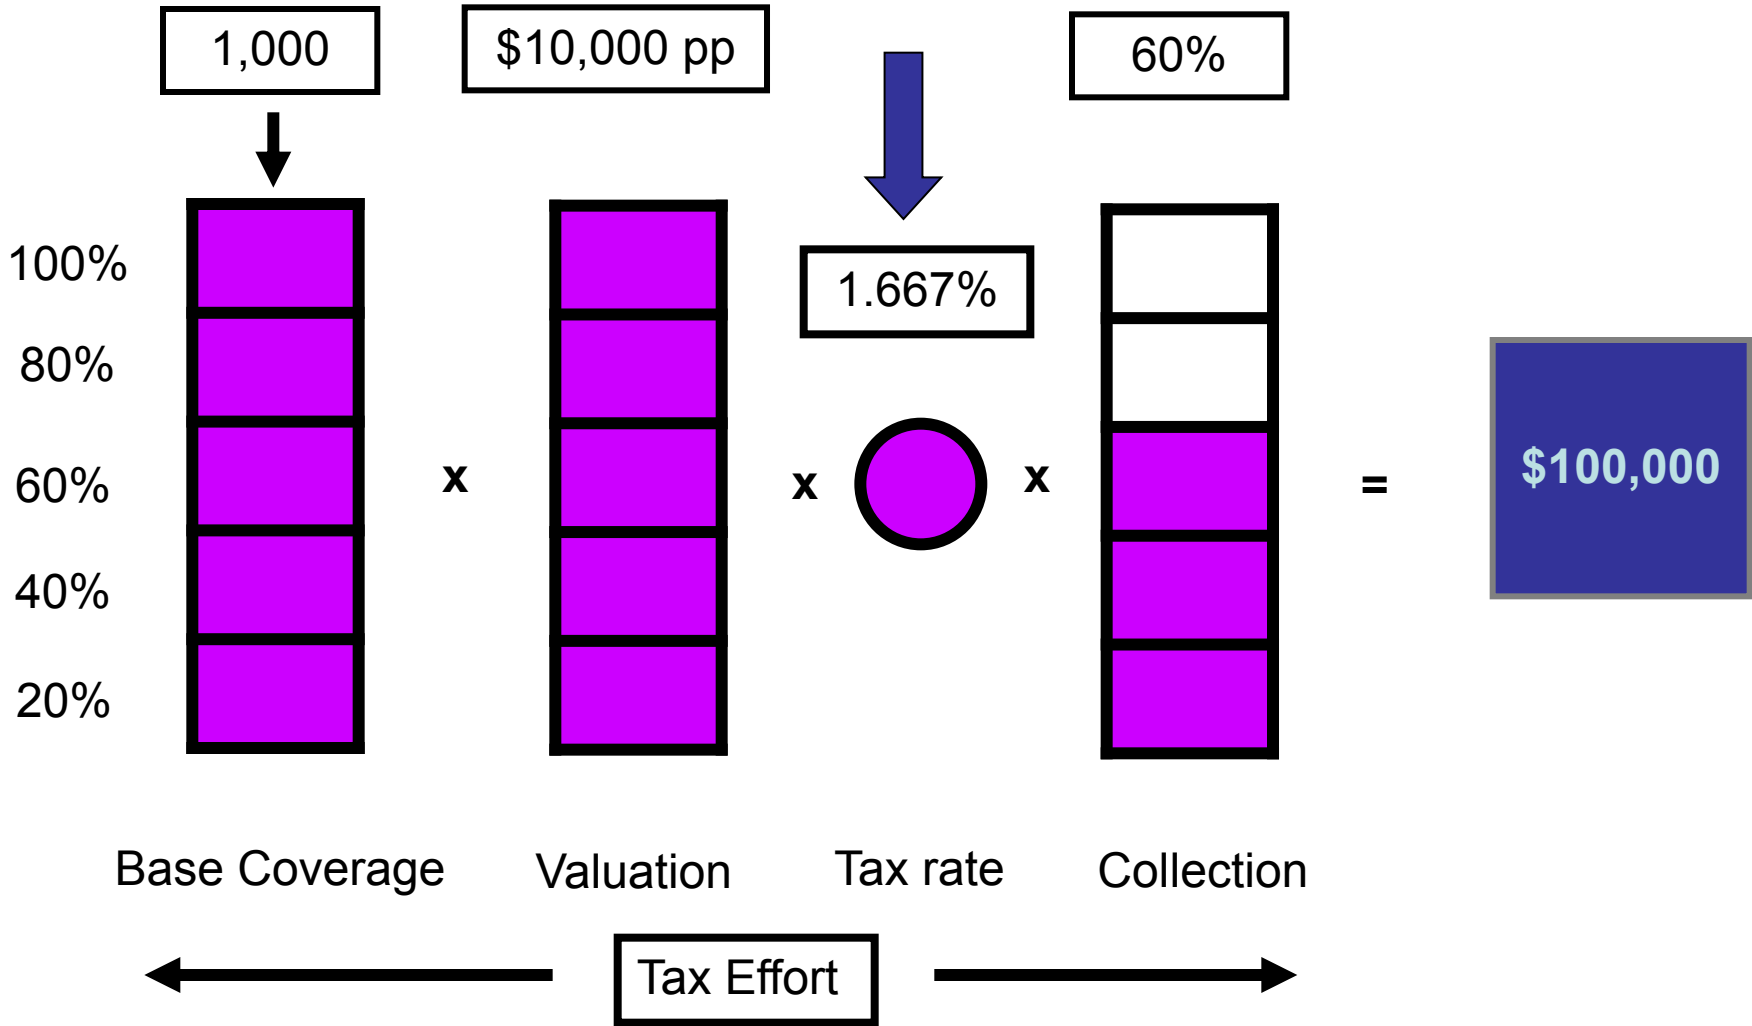 1,000
$10,000 pp
60%
100%
1.667%
80%
60%
x
x
x
=
$100,000
40%
20%
Base Coverage
Valuation
Tax rate
Collection
Tax Effort